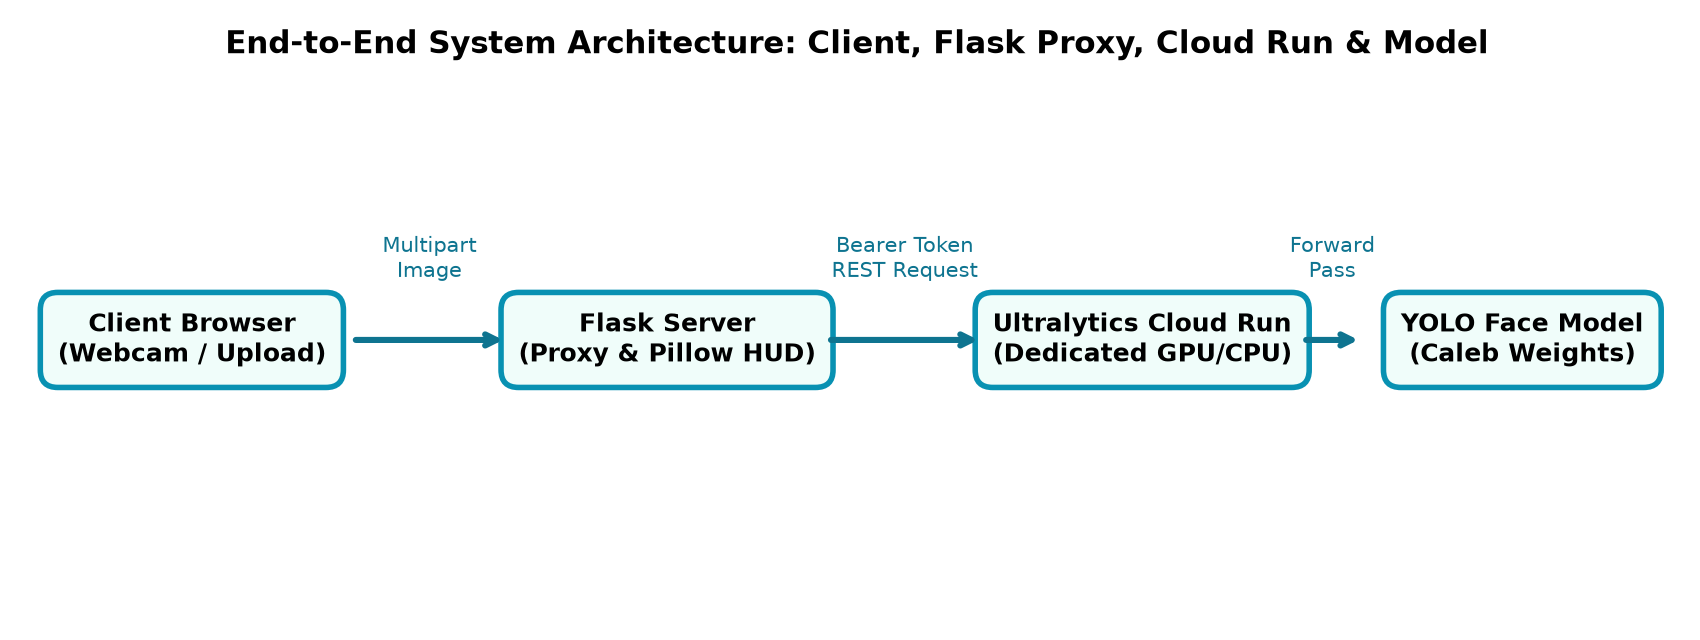 End-to-End System Architecture: Client, Flask Proxy, Cloud Run & Model
Multipart
Image
Bearer Token
REST Request
Forward
Pass
Client Browser
(Webcam / Upload)
Flask Server
(Proxy & Pillow HUD)
Ultralytics Cloud Run
(Dedicated GPU/CPU)
YOLO Face Model
(Caleb Weights)